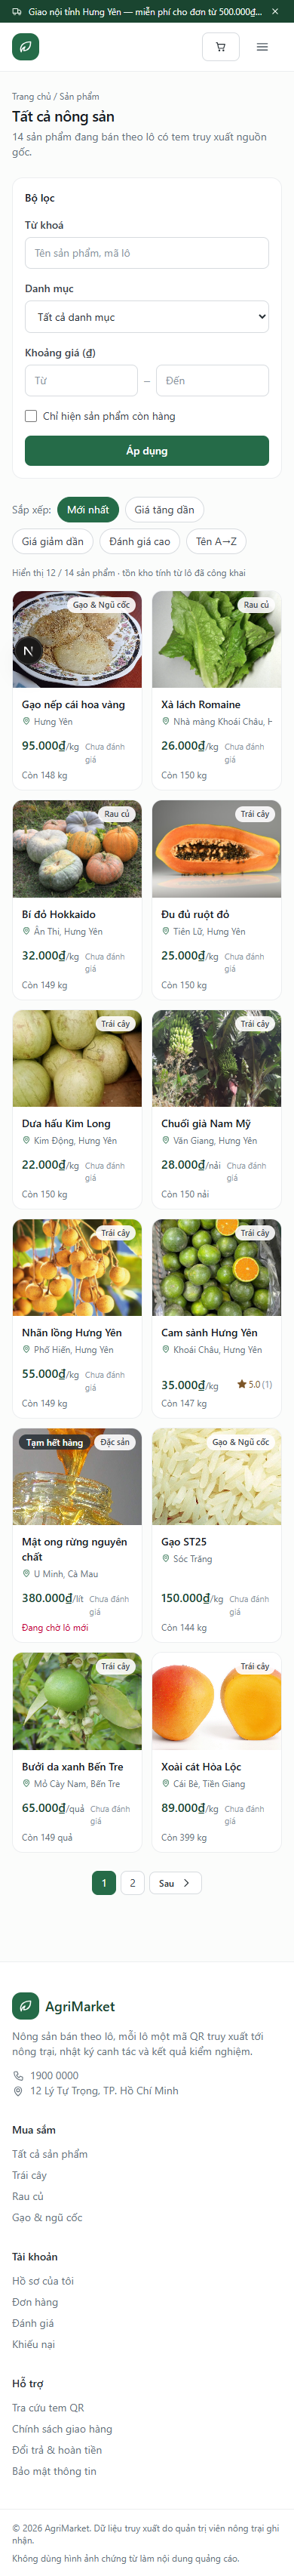 Giao nội tỉnh Hưng Yên — miễn phí cho đơn từ 500.000₫...
Trang chủ / Sản phẩm
Tất cả nông sản
14 sản phẩm đang bán theo lô có tem truy xuất nguồn
gốc.
Bộ lọc
Từ khoá
Tên sản phẩm, mã lô
Danh mục
Tất cả danh mục
Khoảng giá (₫)
Từ – Đến
Chỉ hiện sản phẩm còn hàng
Áp dụng
Sắp xếp: Mới nhất Giá tăng dần
Giá giảm dần Đánh giá cao Tên A→Z
Hiển thị 12 / 14 sản phẩm · tồn kho tính từ lô đã công khai
Gạo & Ngũ cốc
N
Gạo nếp cái hoa vàng
Hưng Yên
95.000₫/kg Chưa đánh
giá
Còn 148 kg
Rau củ
Xà lách Romaine
Nhà màng Khoái Châu, H
26.000₫/kg Chưa đánh
giá
Còn 150 kg
Rau củ
Bí đỏ Hokkaido
Ân Thi, Hưng Yên
32.000₫/kg Chưa đánh
giá
Còn 149 kg
Trái cây
Đu đủ ruột đỏ
Tiên Lữ, Hưng Yên
25.000₫/kg Chưa đánh
giá
Còn 150 kg
Trái cây
Dưa hấu Kim Long
Kim Động, Hưng Yên
22.000₫/kg Chưa đánh
giá
Còn 150 kg
Trái cây
Chuối già Nam Mỹ
Văn Giang, Hưng Yên
28.000₫/nải Chưa đánh
giá
Còn 150 nải
Trái cây
Nhãn lồng Hưng Yên
Phố Hiến, Hưng Yên
55.000₫/kg Chưa đánh
giá
Còn 149 kg
Trái cây
Cam sành Hưng Yên
Khoái Châu, Hưng Yên
35.000₫/kg 5.0 (1)
Còn 147 kg
Tạm hết hàng Đặc sản
Mật ong rừng nguyên
chất
U Minh, Cà Mau
380.000₫/lít Chưa đánh
giá
Đang chờ lô mới
Gạo & Ngũ cốc
Gạo ST25
Sóc Trăng
150.000₫/kg Chưa đánh
giá
Còn 144 kg
Trái cây
Bưởi da xanh Bến Tre
Mỏ Cày Nam, Bến Tre
65.000₫/quả Chưa đánh
giá
Còn 149 quả
Trái cây
Xoài cát Hòa Lộc
Cái Bè, Tiền Giang
89.000₫/kg Chưa đánh
giá
Còn 399 kg
1 2 Sau
AgriMarket
Nông sản bán theo lô, mỗi lô một mã QR truy xuất tới
nông trại, nhật ký canh tác và kết quả kiểm nghiệm.
1900 0000
12 Lý Tự Trọng, TP. Hồ Chí Minh
Mua sắm
Tất cả sản phẩm
Trái cây
Rau củ
Gạo & ngũ cốc
Tài khoản
Hồ sơ của tôi
Đơn hàng
Đánh giá
Khiếu nại
Hỗ trợ
Tra cứu tem QR
Chính sách giao hàng
Đổi trả & hoàn tiền
Bảo mật thông tin
© 2026 AgriMarket. Dữ liệu truy xuất do quản trị viên nông trại ghi
nhận.
Không dùng hình ảnh chứng từ làm nội dung quảng cáo.